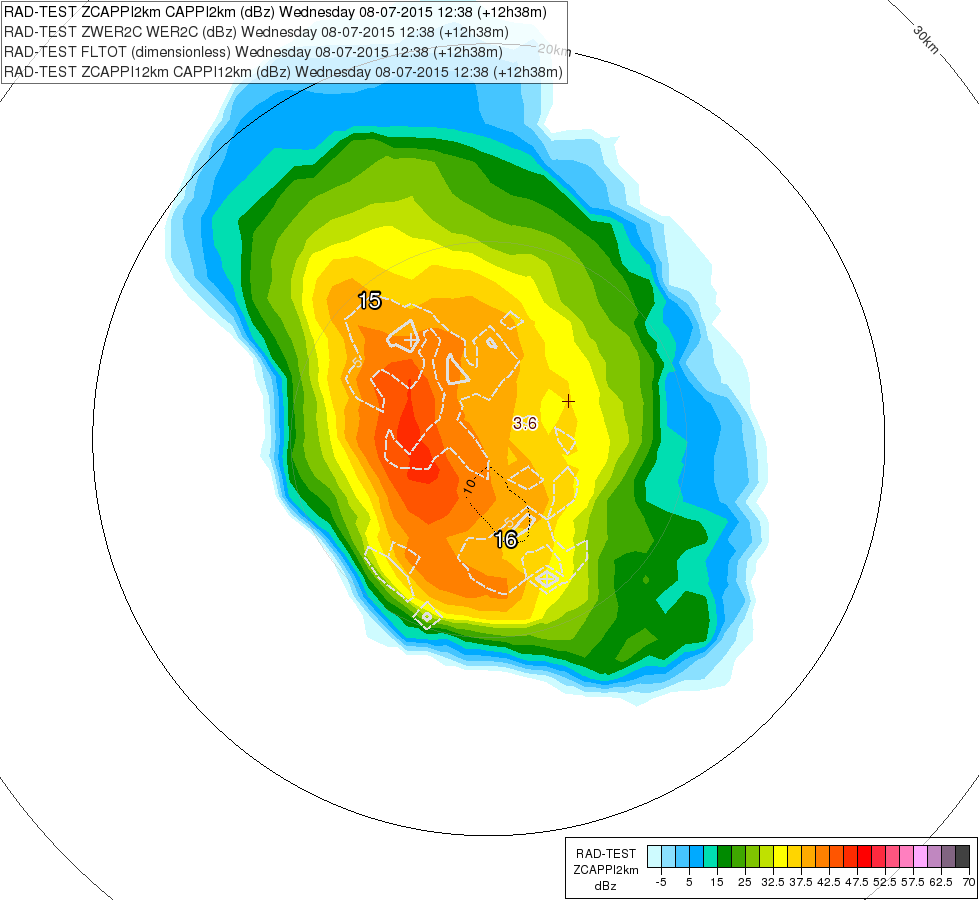 RAD-TEST ZCAPPI2km CAPPI2km (dBz) Wednesday 08-07-2015 12:38 (+12h38m)
RAD-TEST ZWER2C WER2C (dBz) Wednesday 08-07-2015 12:38 (+12h38m)
RAD-TEST FLTOT (dimensionless) Wednesday 08-07-2015 12:38 (+12h38m)
RAD-TEST ZCAPPI12km CAPPI12km (dBz) Wednesday 08-07-2015 12:38 (+12h38m)
20km
30km
15
5
3.6
10
5
16
RAD-TEST
ZCAPPI2km
dBz
-5 5 15 25 32.5 37.5 42.5 47.5 52.5 57.5 62.5 70